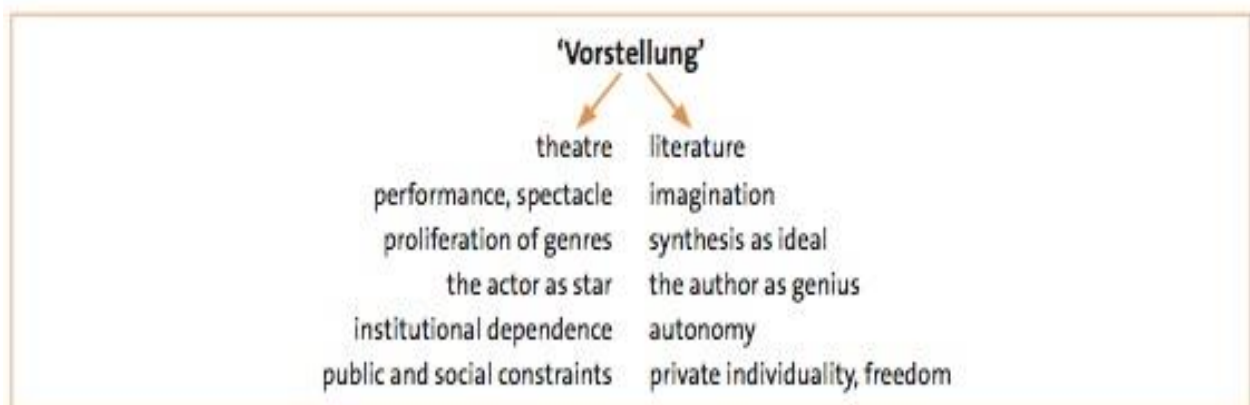 ‘Vorstellung’
theatre literature
performance, spectacle imagination
proliferation of genres synthesis as ideal
the actor as star the author as genius
institutional dependence autonomy
public and social constraints private individuality, freedom